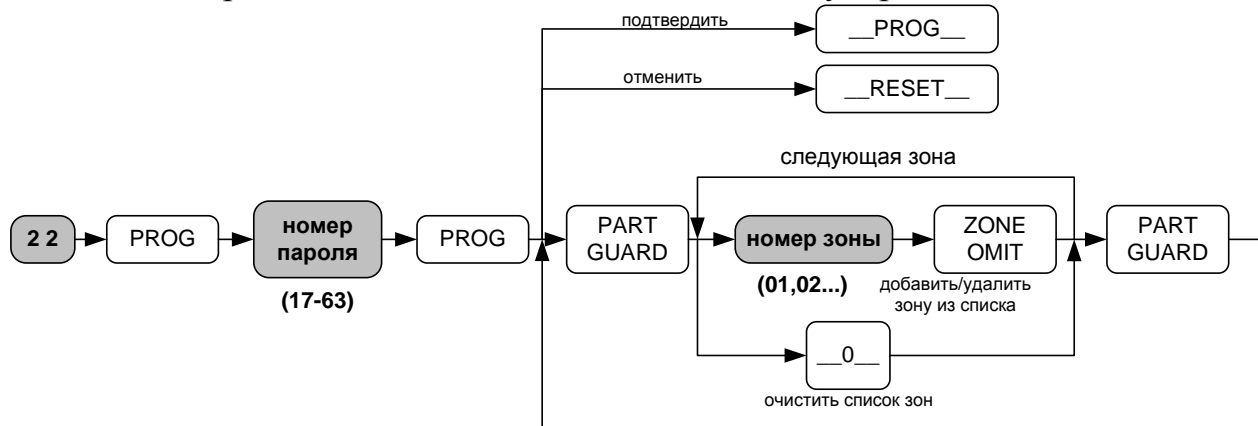 подтвердить
__PROG__
отменить
__RESET__
следующая зона
2 2
PROG
номер
пароля
PROG
PART
GUARD
номер зоны
ZONE
OMIT
PART
GUARD
(17-63)
(01,02...)
добавить/удалить
зону из списка
__0__
очистить список зон